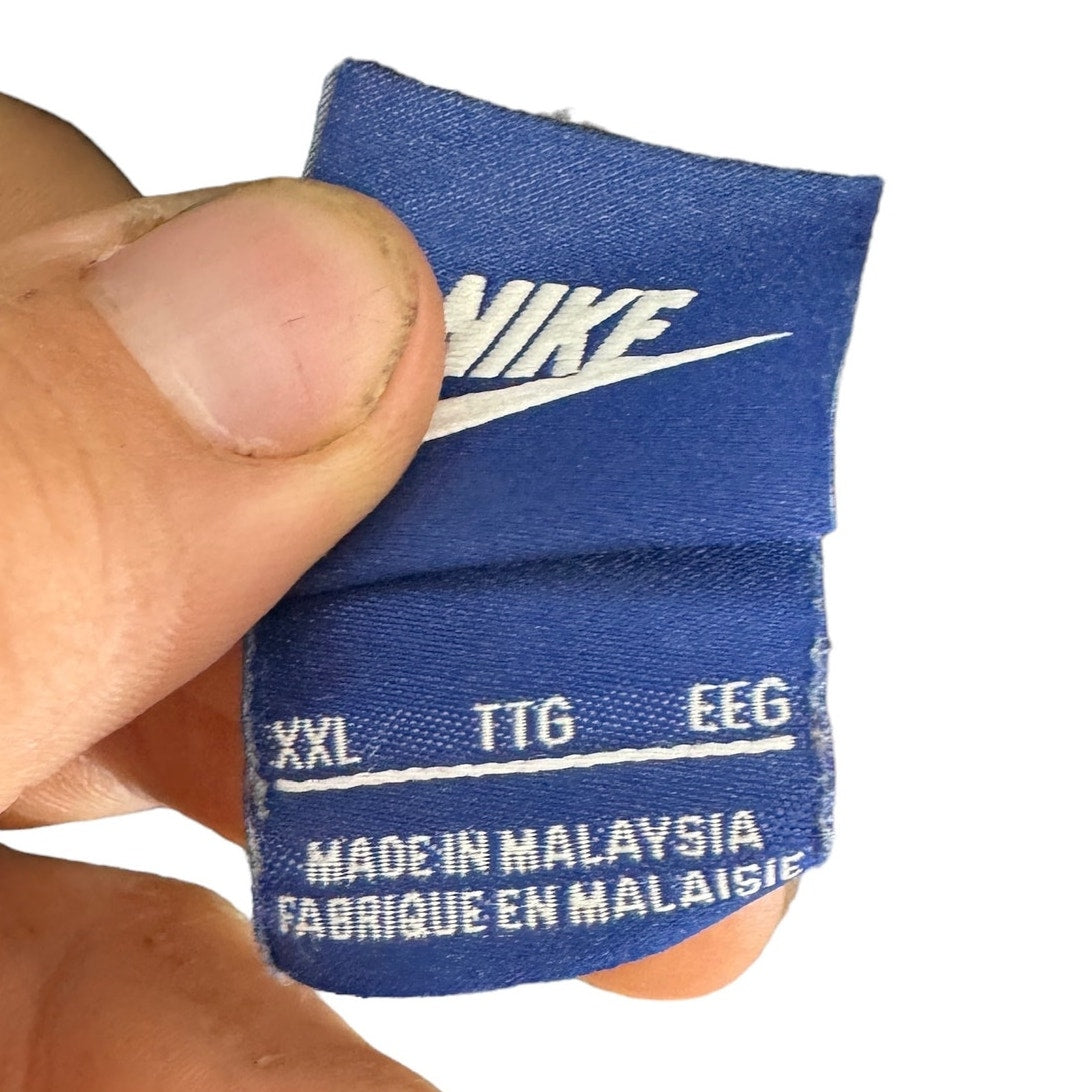 NIKE
XXL TTG EEG
MADE IN MALAYSIA
FABRIQUE EN MALAISIE